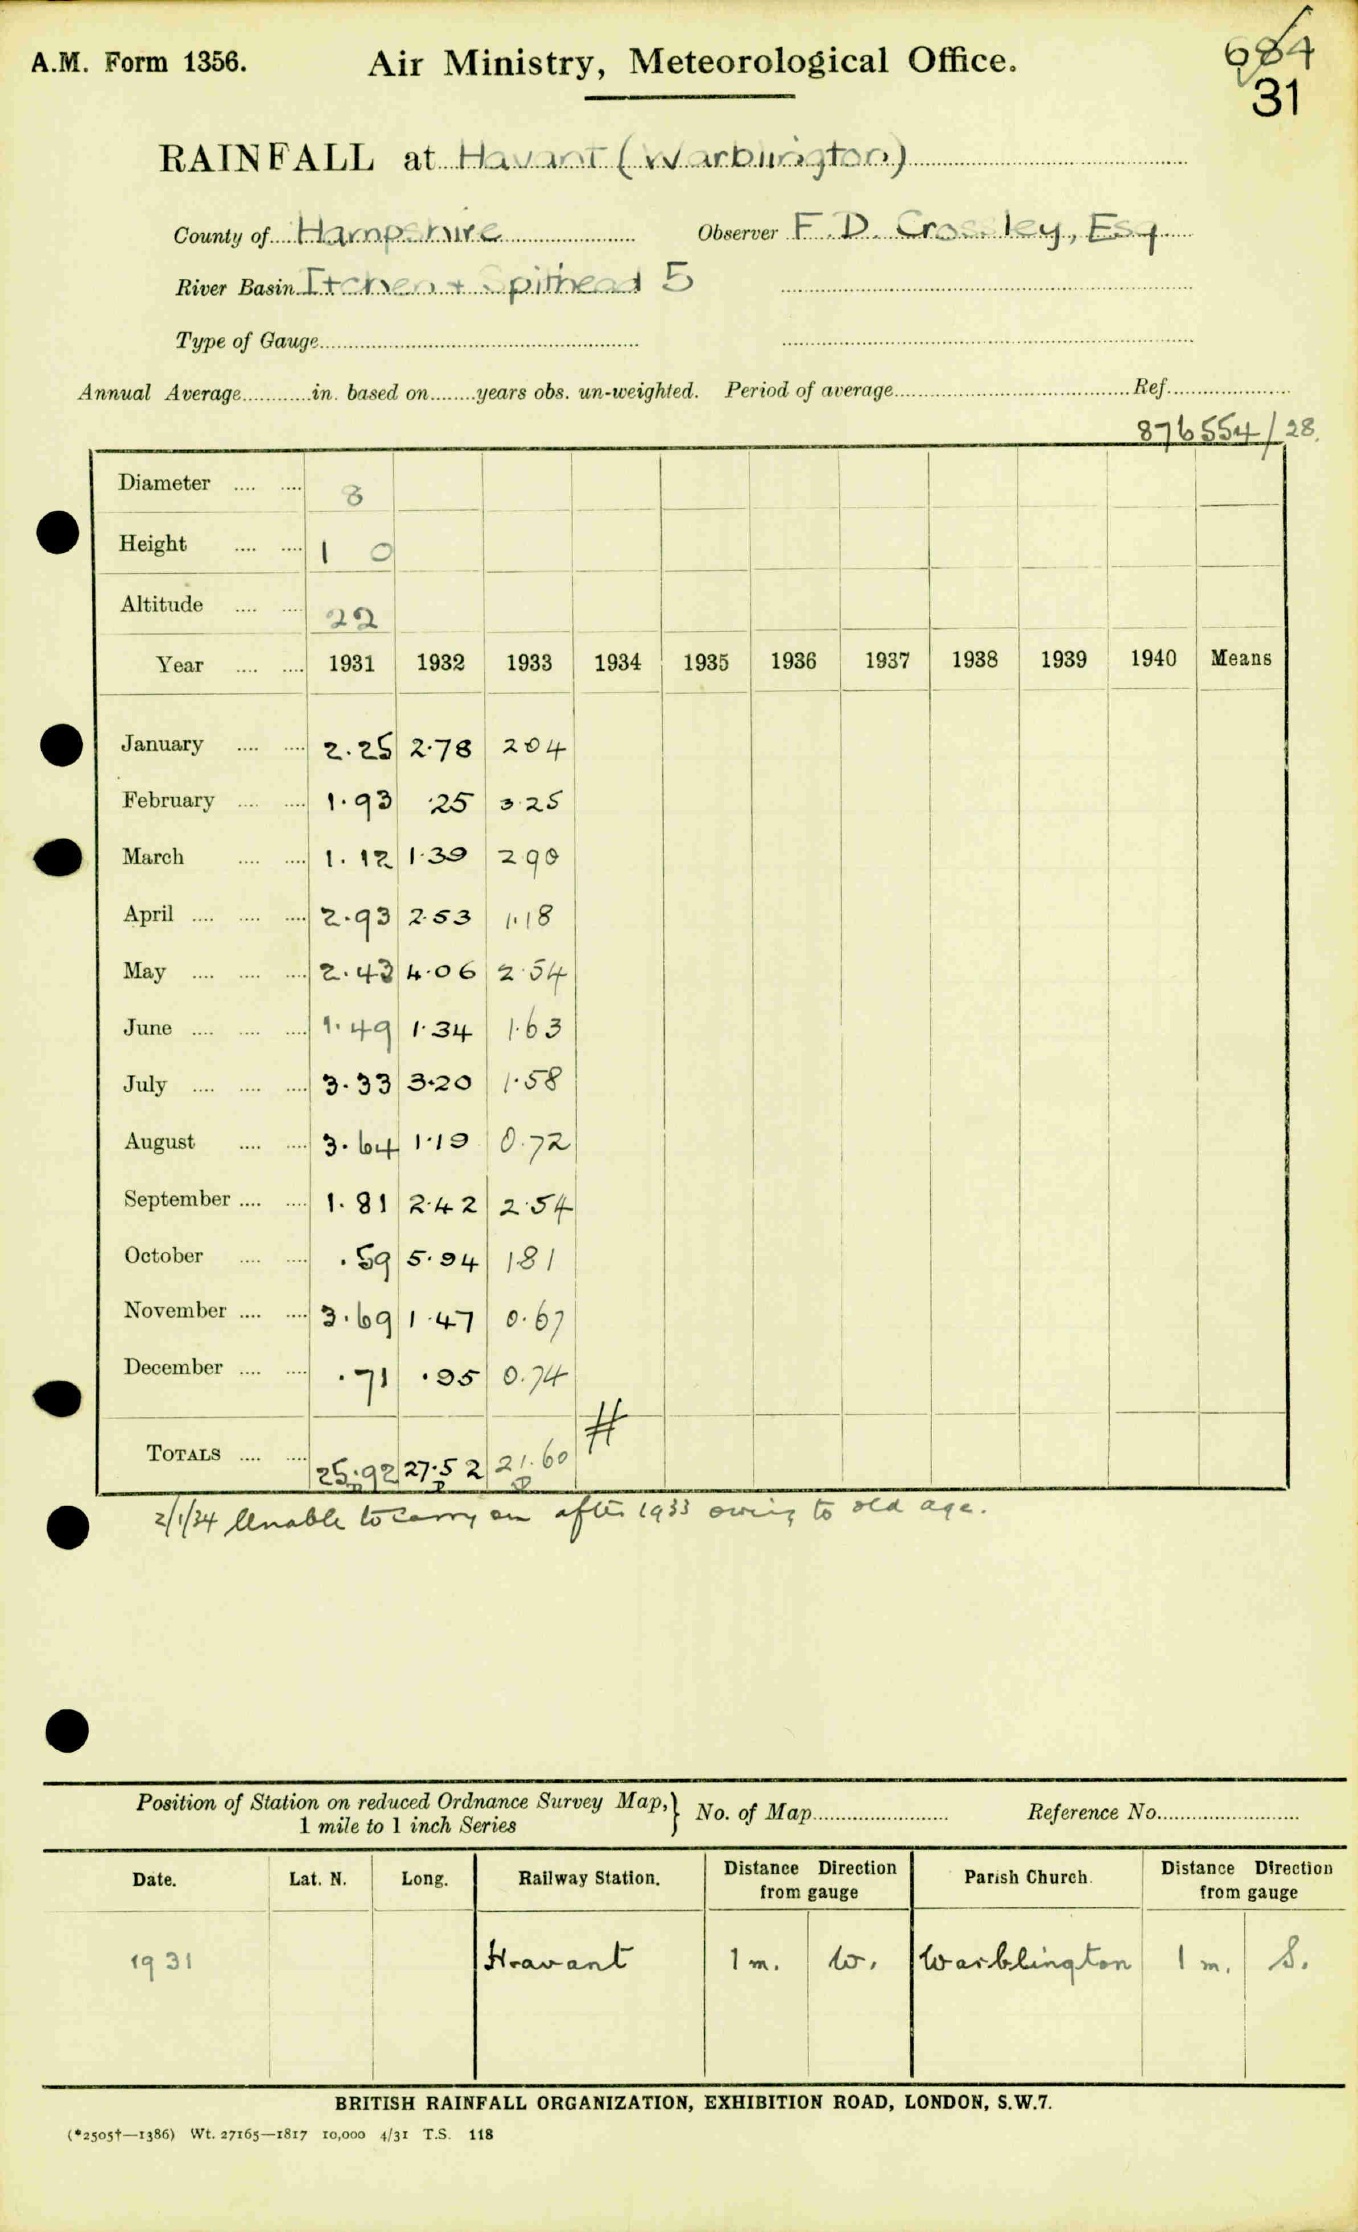 A.M. Form 1356. Air Ministry, Meteorological Office. 684
31
RAINFALL at Havant (Warblington)
County of Hampshire Observer F. D. Crossley, Esq
River Basin Itchen + Spithead 5
Type of Gauge
Annual Average in. based on years obs. un-weighted. Period of average Ref.
876554/28.
Diameter 8
Height 1 0
Altitude 22
Year 1931 1932 1933 1934 1935 1936 1937 1938 1939 1940 Means
January 2.25 2.78 2 04
February 1.93 .25 3.25
March 1.12 1.39 2 90
April 2.93 2.53 1.18
May 2.43 4.06 2.54
June 1.49 1.34 1.63
July 3.33 3.20 1.58
August 3.64 1.19 0.72
September 1.81 2.42 2.54
October .59 5.94 1.81
November 3.69 1.47 0.67
December .71 .95 0.74
#
TOTALS 25.92 27.52 21.60
2/1/34 Unable to carry on after 1933 owing to old age.
Position of Station on reduced Ordnance Survey Map, } No. of Map Reference No.
1 mile to 1 inch Series
Date. Lat. N. Long. Railway Station. Distance Direction from gauge Parish Church. Distance Direction from gauge
1931 Havant 1 m. W. Warblington 1 m. S.
BRITISH RAINFALL ORGANIZATION, EXHIBITION ROAD, LONDON, S.W.7.
(*2505†—1386) Wt. 27165—1817 10,000 4/31 T.S. 118